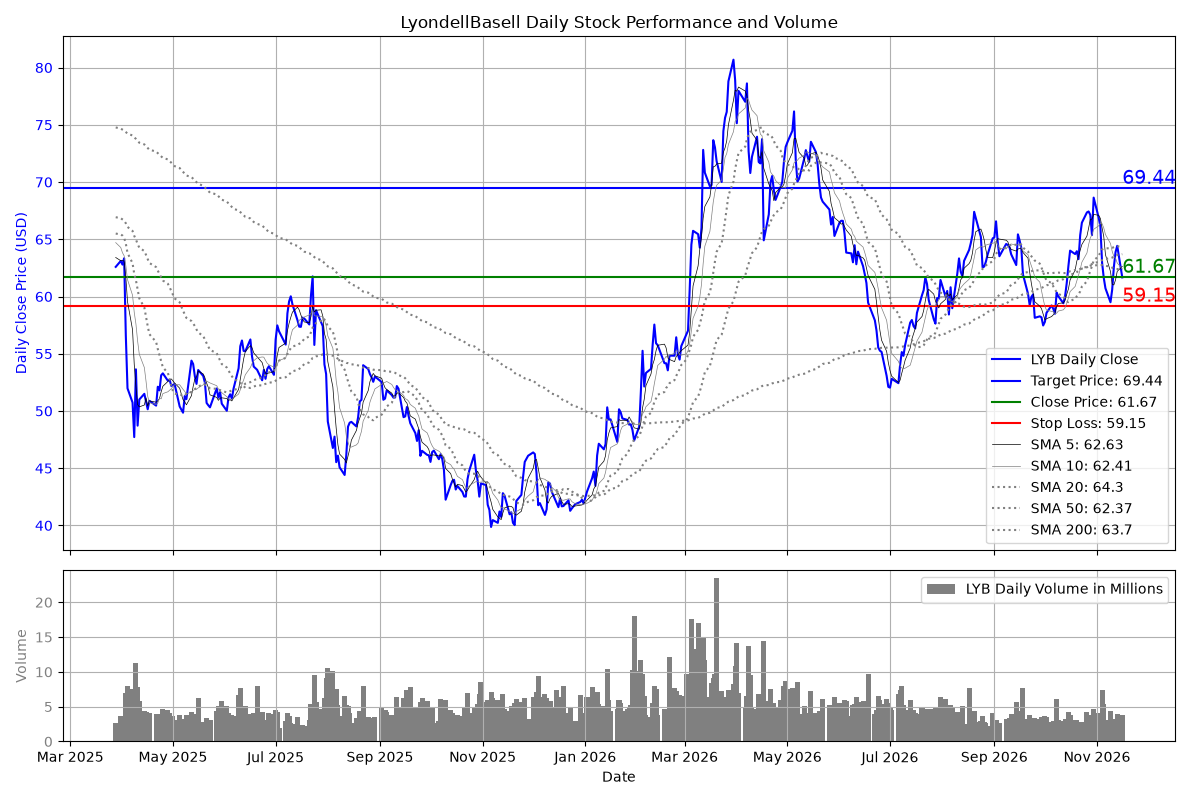 LyondellBasell Daily Stock Performance and Volume
Daily Close Price (USD)
80
75
70
65
60
55
50
45
40
69.44
61.67
59.15
LYB Daily Close
Target Price: 69.44
Close Price: 61.67
Stop Loss: 59.15
SMA 5: 62.63
SMA 10: 62.41
SMA 20: 64.3
SMA 50: 62.37
SMA 200: 63.7
Volume
20
15
10
5
0
LYB Daily Volume in Millions
Mar 2025 May 2025 Jul 2025 Sep 2025 Nov 2025 Jan 2026 Mar 2026 May 2026 Jul 2026 Sep 2026 Nov 2026
Date